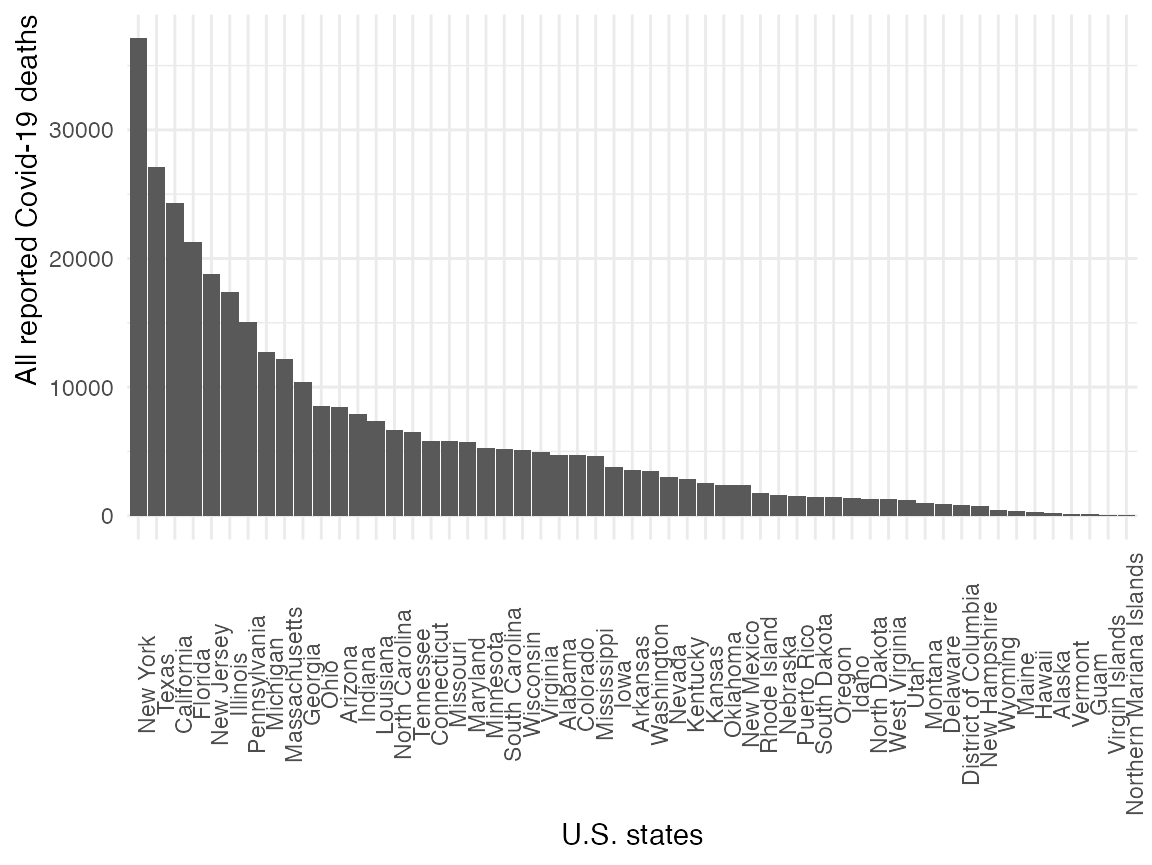 All reported Covid-19 deaths
30000
20000
10000
0
New York
Texas
California
Florida
New Jersey
Illinois
Pennsylvania
Michigan
Massachusetts
Georgia
Ohio
Arizona
Indiana
Louisiana
North Carolina
Tennessee
Connecticut
Missouri
Maryland
Minnesota
South Carolina
Wisconsin
Virginia
Alabama
Colorado
Mississippi
Iowa
Arkansas
Washington
Nevada
Kentucky
Kansas
Oklahoma
New Mexico
Rhode Island
Nebraska
Puerto Rico
South Dakota
Oregon
Idaho
North Dakota
West Virginia
Utah
Montana
Delaware
District of Columbia
New Hampshire
Wyoming
Maine
Hawaii
Alaska
Vermont
Guam
Virgin Islands
Northern Mariana Islands
U.S. states